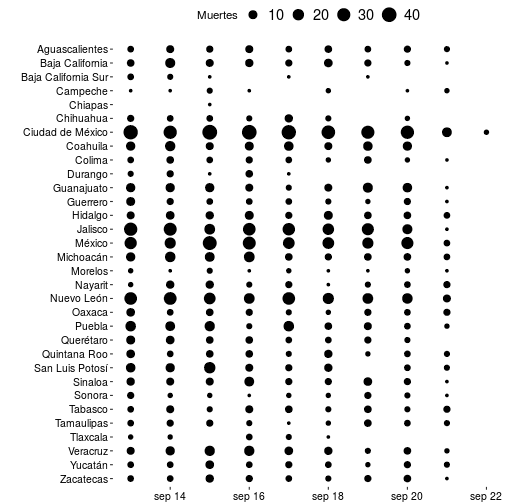 Muertes 10 20 30 40
Aguascalientes
Baja California
Baja California Sur
Campeche
Chiapas
Chihuahua
Ciudad de México
Coahuila
Colima
Durango
Guanajuato
Guerrero
Hidalgo
Jalisco
México
Michoacán
Morelos
Nayarit
Nuevo León
Oaxaca
Puebla
Querétaro
Quintana Roo
San Luis Potosí
Sinaloa
Sonora
Tabasco
Tamaulipas
Tlaxcala
Veracruz
Yucatán
Zacatecas
sep 14 sep 16 sep 18 sep 20 sep 22